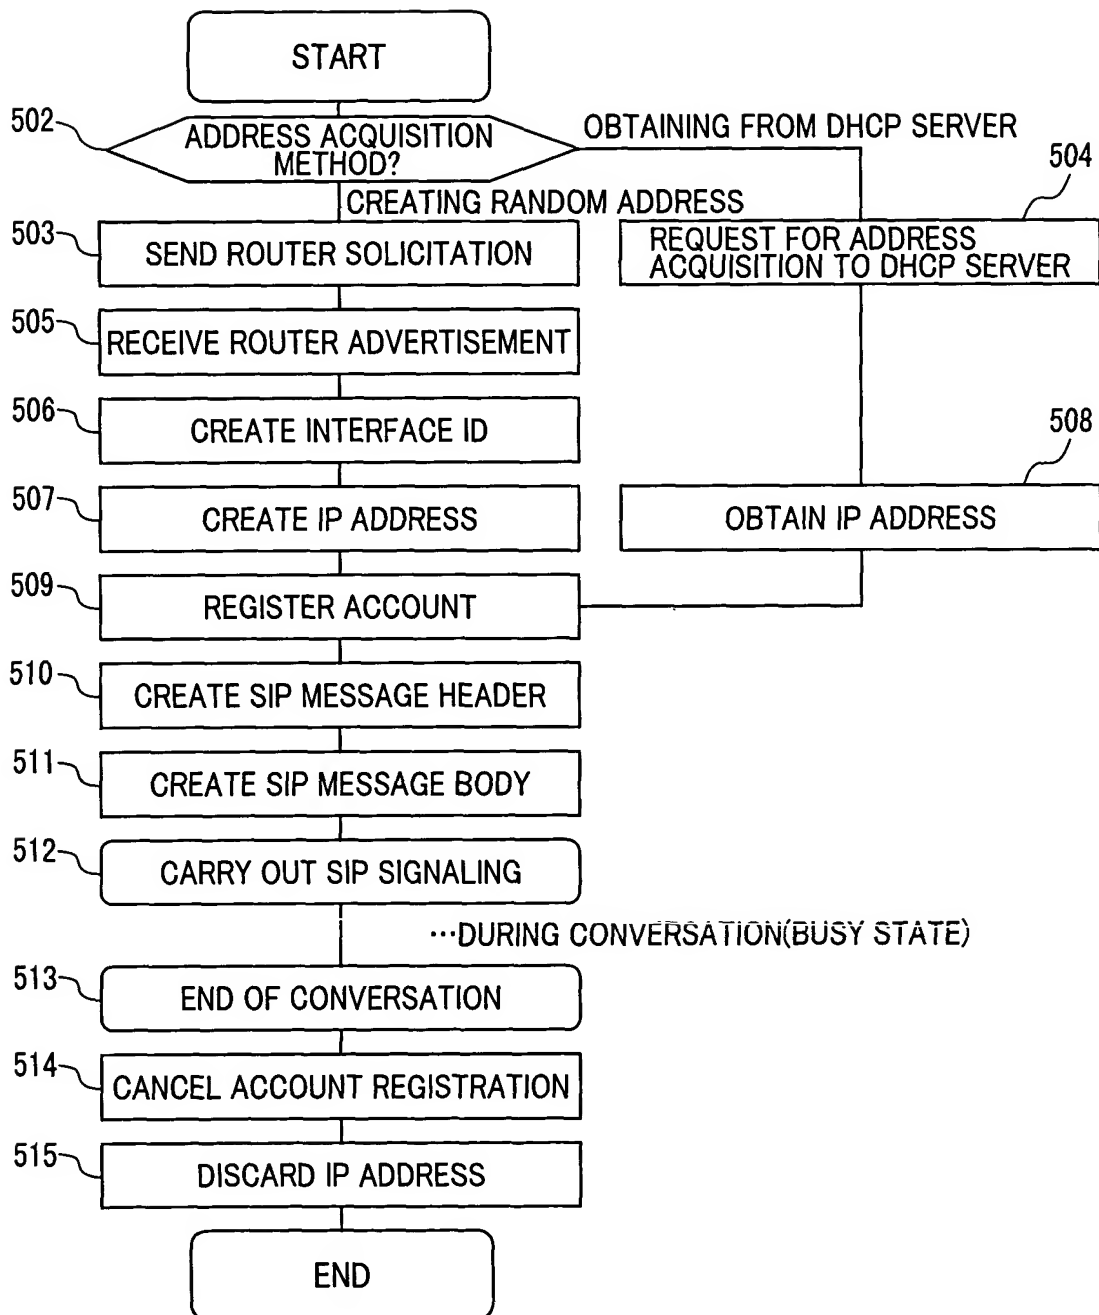 START
502
ADDRESS ACQUISITION
METHOD?
OBTAINING FROM DHCP SERVER
CREATING RANDOM ADDRESS
504
503
SEND ROUTER SOLICITATION
REQUEST FOR ADDRESS
ACQUISITION TO DHCP SERVER
505
RECEIVE ROUTER ADVERTISEMENT
506
CREATE INTERFACE ID
508
507
CREATE IP ADDRESS
OBTAIN IP ADDRESS
509
REGISTER ACCOUNT
510
CREATE SIP MESSAGE HEADER
511
CREATE SIP MESSAGE BODY
512
CARRY OUT SIP SIGNALING
···DURING CONVERSATION(BUSY STATE)
513
END OF CONVERSATION
514
CANCEL ACCOUNT REGISTRATION
515
DISCARD IP ADDRESS
END